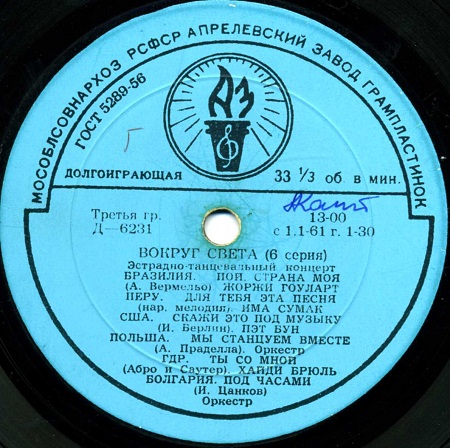 МОСОБЛСОВНАРХОЗ РСФСР АПРЕЛЕВСКИЙ ЗАВОД ГРАМПЛАСТИНОК
ГОСТ 5289-56
АЗ
Г
ДОЛГОИГРАЮЩАЯ 33 1/3 об. в мин.
Третья гр. 13-00
Д—6231 с 1.1-61 г. 1-30
ВОКРУГ СВЕТА (6 серия)
Эстрадно-танцевальный концерт
БРАЗИЛИЯ. ПОЙ, СТРАНА МОЯ
(А. Вермельо) ЖОРЖИ ГОУЛАРТ
ПЕРУ. ДЛЯ ТЕБЯ ЭТА ПЕСНЯ
(нар. мелодия). ИМА СУМАК
США. СКАЖИ ЭТО ПОД МУЗЫКУ
(И. Берлин). ПЭТ БУН
ПОЛЬША. МЫ СТАНЦУЕМ ВМЕСТЕ
(А. Праделла). Оркестр
ГДР. ТЫ СО МНОЙ
(Абро и Саутер). ХАЙДИ БРЮЛЬ
БОЛГАРИЯ. ПОД ЧАСАМИ
(И. Цанков)
Оркестр